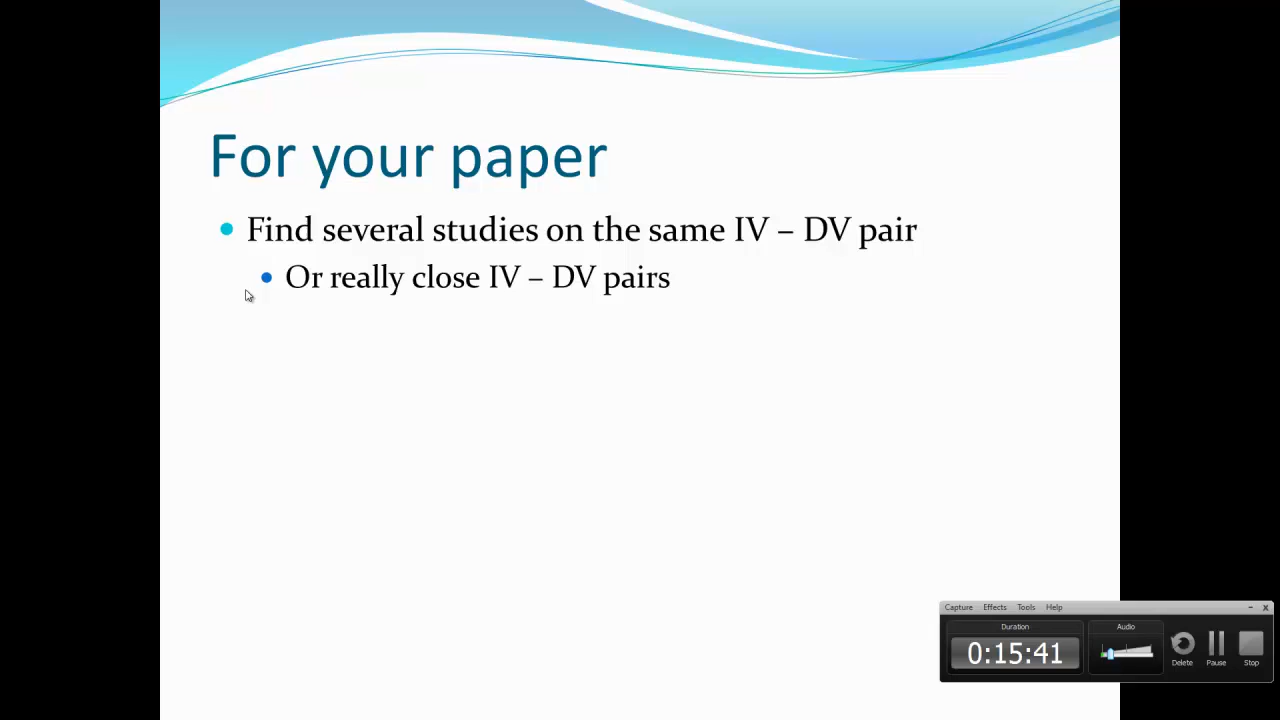 For your paper
Find several studies on the same IV – DV pair
Or really close IV – DV pairs
Capture Effects Tools Help
Duration Audio
0:15:41
Delete Pause Stop